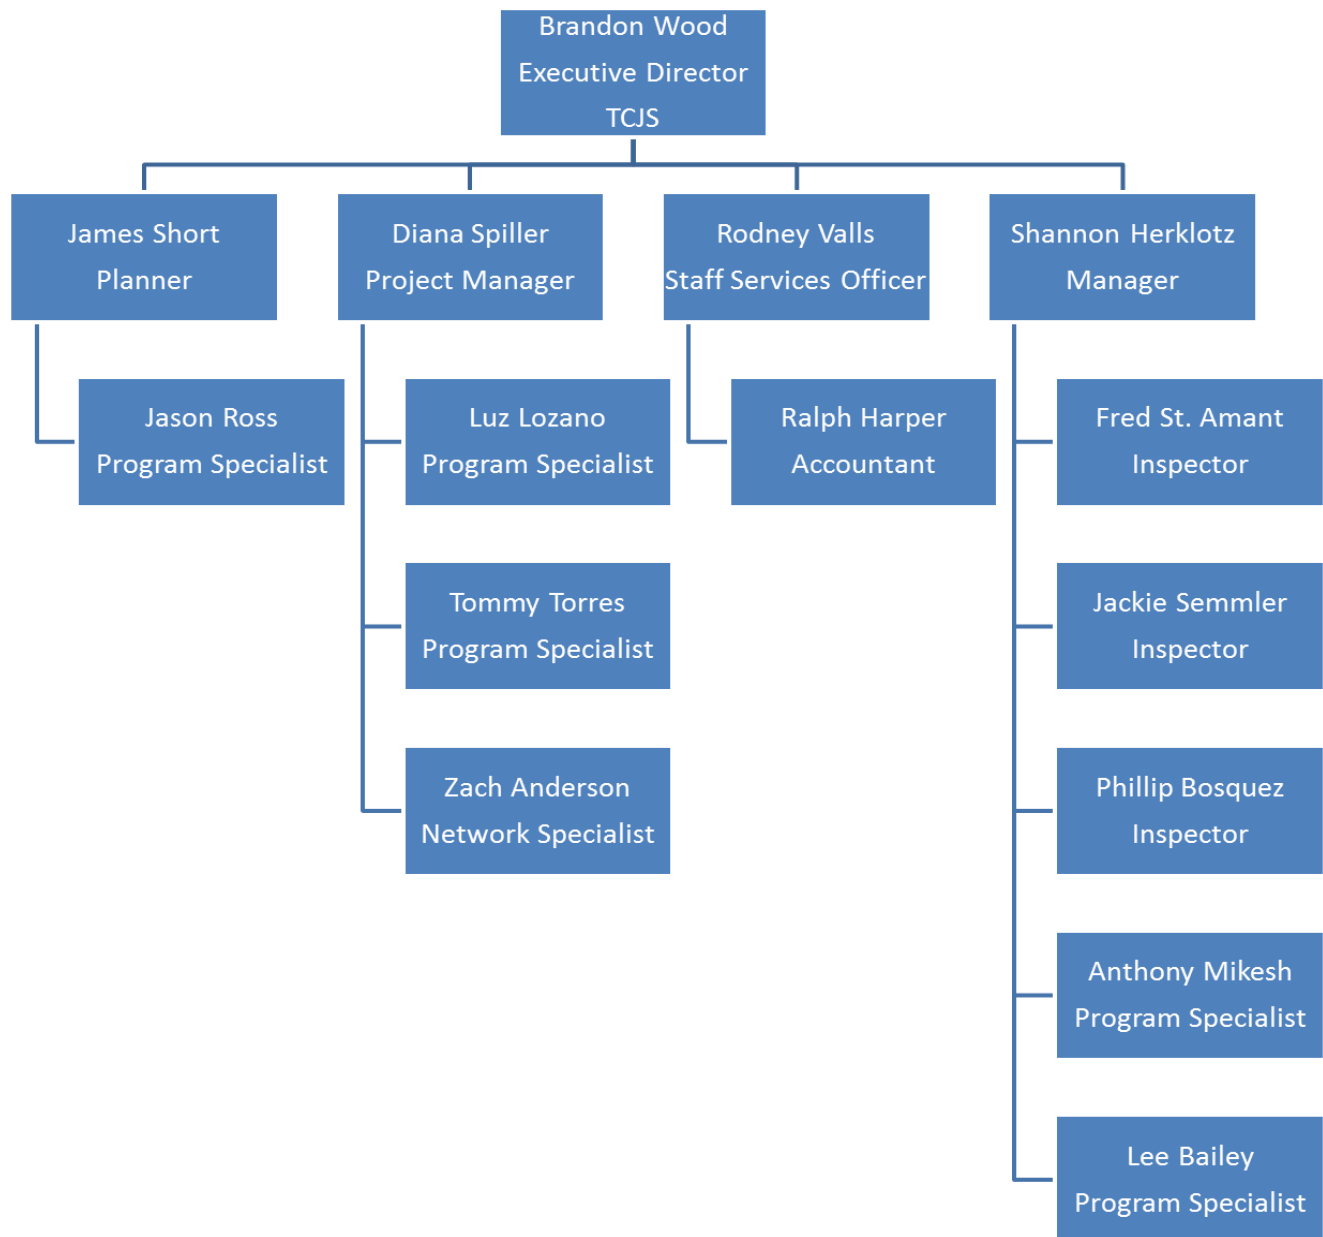 Brandon Wood
Executive Director
TCJS
James Short
Planner
Diana Spiller
Project Manager
Rodney Valls
Staff Services Officer
Shannon Herklotz
Manager
Jason Ross
Program Specialist
Luz Lozano
Program Specialist
Ralph Harper
Accountant
Fred St. Amant
Inspector
Tommy Torres
Program Specialist
Jackie Semmler
Inspector
Zach Anderson
Network Specialist
Phillip Bosquez
Inspector
Anthony Mikesh
Program Specialist
Lee Bailey
Program Specialist